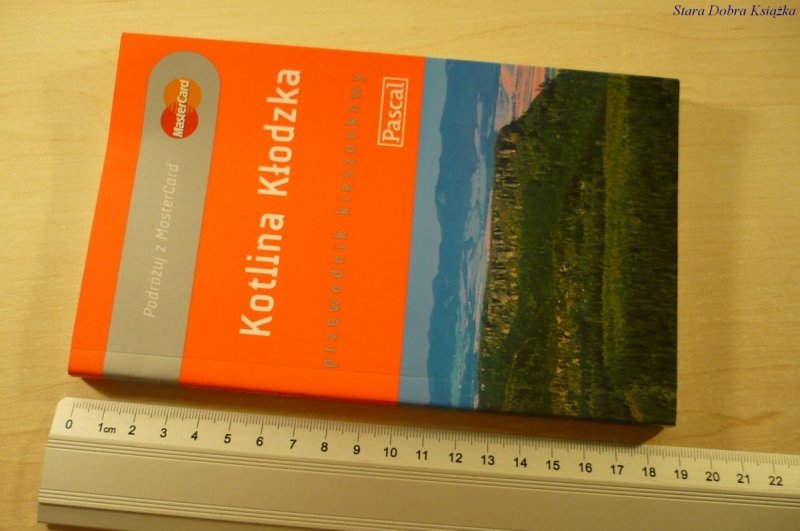 Stara Dobra Książka
Podróżuj z MasterCard
MasterCard
Kotlina Kłodzka
przewodnik kieszonkowy
Pascal
0 1cm 2 3 4 5 6 7 8 9 10 11 12 13 14 15 16 17 18 19 20 21 22